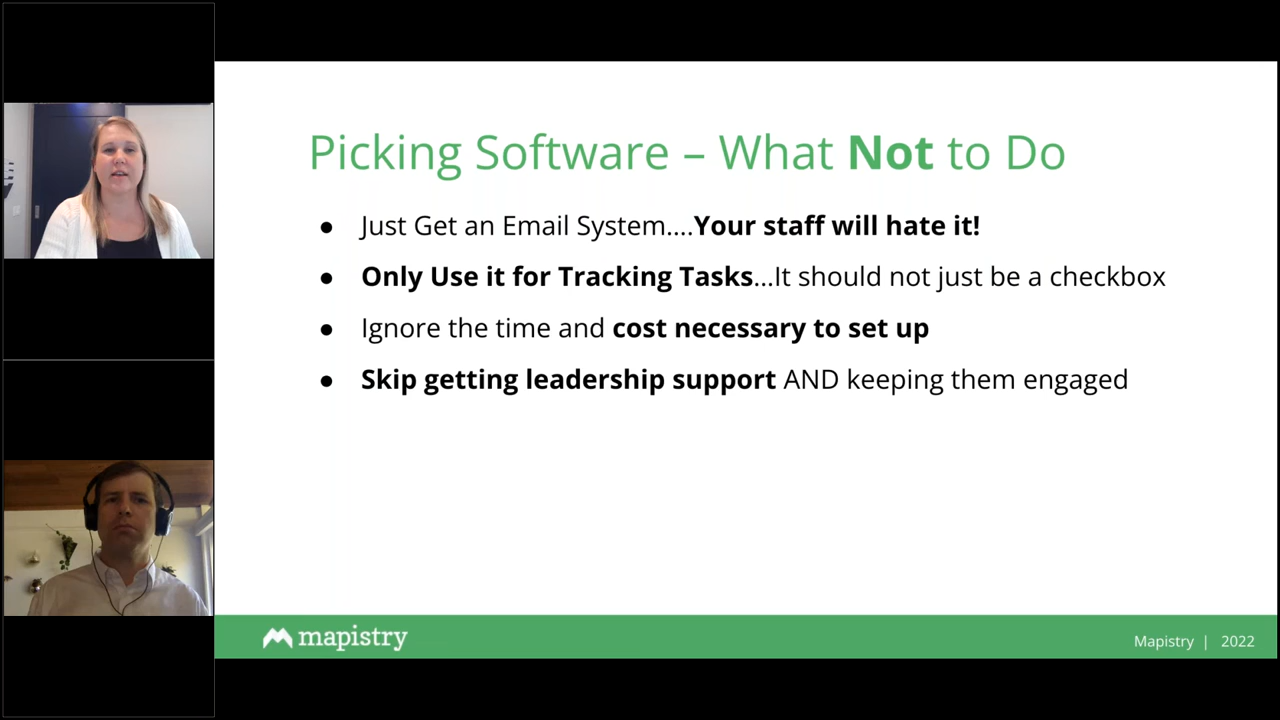 Picking Software – What Not to Do
● Just Get an Email System....Your staff will hate it!
● Only Use it for Tracking Tasks...It should not just be a checkbox
● Ignore the time and cost necessary to set up
● Skip getting leadership support AND keeping them engaged
mapistry
Mapistry | 2022